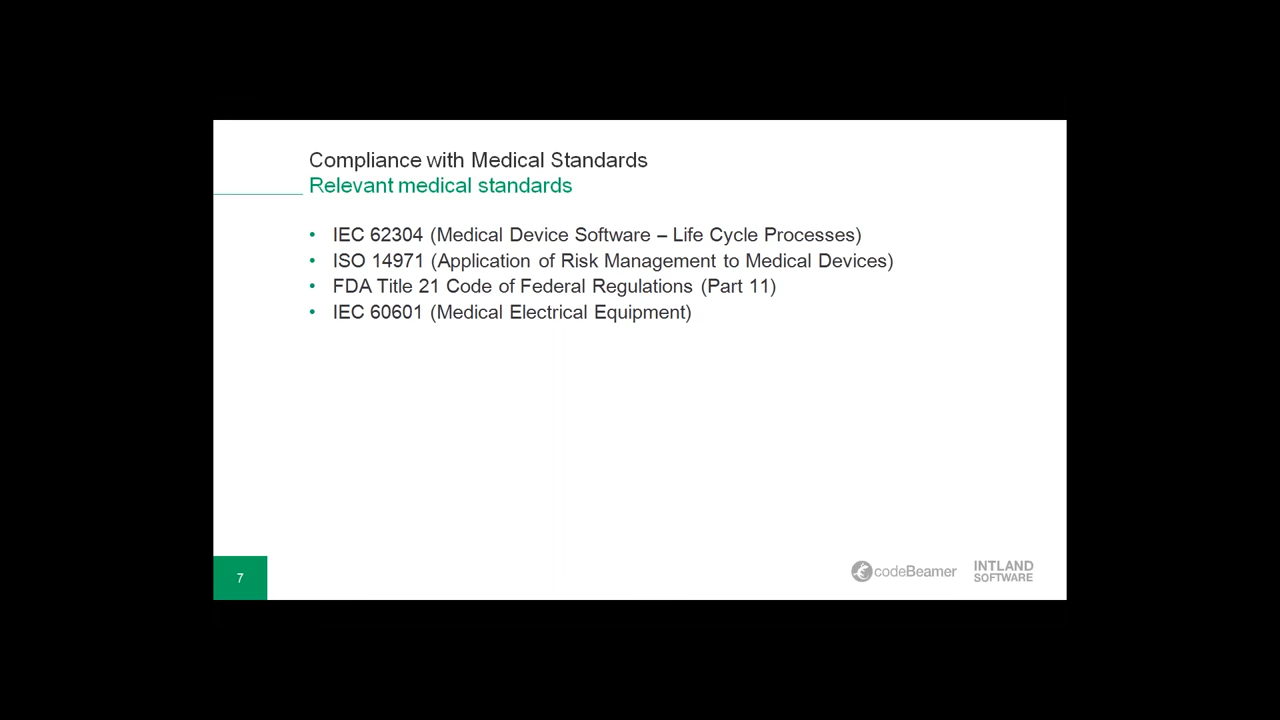 Compliance with Medical Standards
Relevant medical standards
• IEC 62304 (Medical Device Software – Life Cycle Processes)
• ISO 14971 (Application of Risk Management to Medical Devices)
• FDA Title 21 Code of Federal Regulations (Part 11)
• IEC 60601 (Medical Electrical Equipment)
7
codeBeamer
INTLAND
SOFTWARE